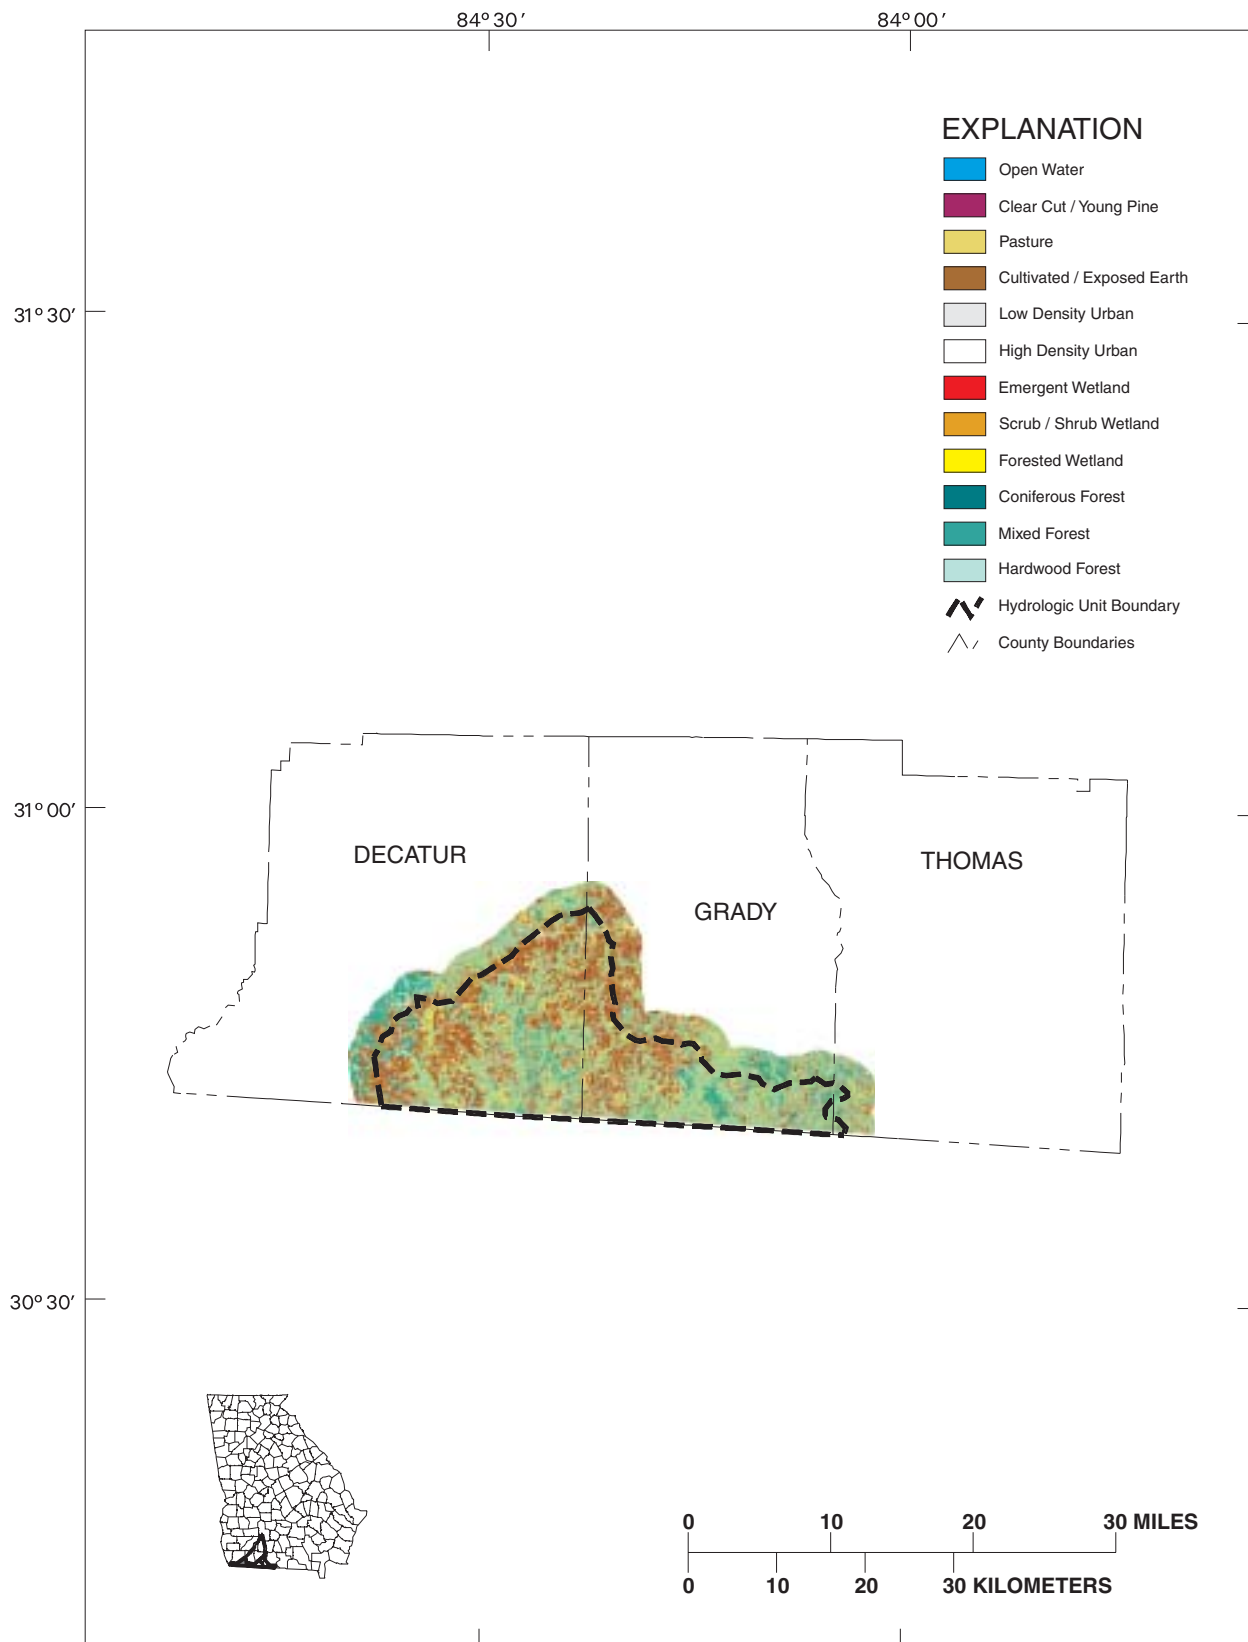 84° 30′ 84° 00′
EXPLANATION
Open Water
Clear Cut / Young Pine
Pasture
Cultivated / Exposed Earth
Low Density Urban
High Density Urban
Emergent Wetland
Scrub / Shrub Wetland
Forested Wetland
Coniferous Forest
Mixed Forest
Hardwood Forest
Hydrologic Unit Boundary
County Boundaries
31° 30′
31° 00′
DECATUR
THOMAS
GRADY
30° 30′
0 10 20 30 MILES
0 10 20 30 KILOMETERS